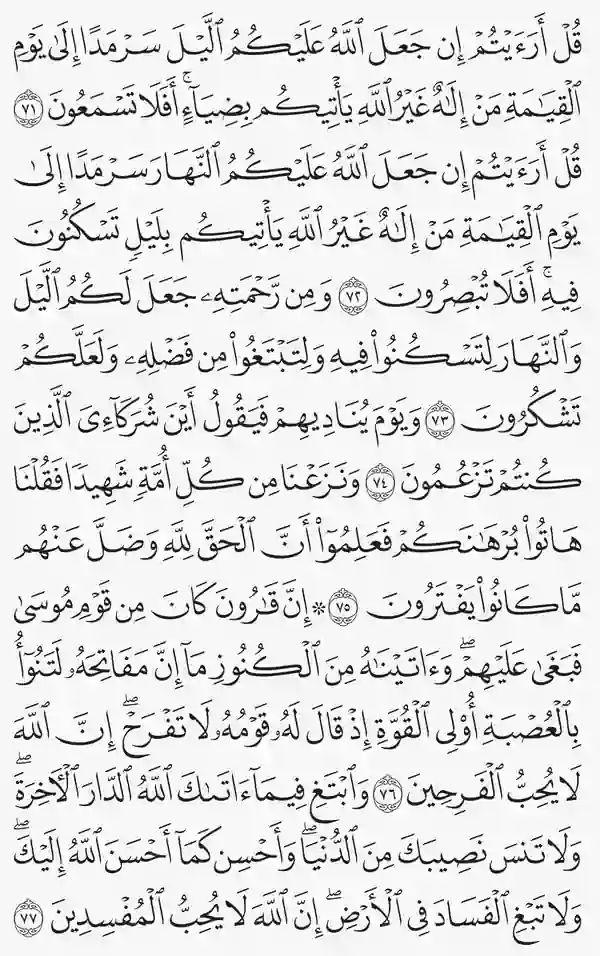 قُلۡ أَرَءَيۡتُمۡ إِن جَعَلَ ٱللَّهُ عَلَيۡكُمُ ٱلَّيۡلَ سَرۡمَدًا إِلَىٰ يَوۡمِ
ٱلۡقِيَٰمَةِ مَنۡ إِلَٰهٌ غَيۡرُ ٱللَّهِ يَأۡتِيكُم بِضِيَآءٍۚ أَفَلَا تَسۡمَعُونَ ٧١
قُلۡ أَرَءَيۡتُمۡ إِن جَعَلَ ٱللَّهُ عَلَيۡكُمُ ٱلنَّهَارَ سَرۡمَدًا إِلَىٰ
يَوۡمِ ٱلۡقِيَٰمَةِ مَنۡ إِلَٰهٌ غَيۡرُ ٱللَّهِ يَأۡتِيكُم بِلَيۡلٖ تَسۡكُنُونَ
فِيهِۚ أَفَلَا تُبۡصِرُونَ ٧٢ وَمِن رَّحۡمَتِهِۦ جَعَلَ لَكُمُ ٱلَّيۡلَ
وَٱلنَّهَارَ لِتَسۡكُنُواْ فِيهِ وَلِتَبۡتَغُواْ مِن فَضۡلِهِۦ وَلَعَلَّكُمۡ
تَشۡكُرُونَ ٧٣ وَيَوۡمَ يُنَادِيهِمۡ فَيَقُولُ أَيۡنَ شُرَكَآءِيَ ٱلَّذِينَ
كُنتُمۡ تَزۡعُمُونَ ٧٤ وَنَزَعۡنَا مِن كُلِّ أُمَّةٖ شَهِيدٗا فَقُلۡنَا
هَاتُواْ بُرۡهَٰنَكُمۡ فَعَلِمُوٓاْ أَنَّ ٱلۡحَقَّ لِلَّهِ وَضَلَّ عَنۡهُم
مَّا كَانُواْ يَفۡتَرُونَ ٧٥ ۞ إِنَّ قَٰرُونَ كَانَ مِن قَوۡمِ مُوسَىٰ
فَبَغَىٰ عَلَيۡهِمۡۖ وَءَاتَيۡنَٰهُ مِنَ ٱلۡكُنُوزِ مَآ إِنَّ مَفَاتِحَهُۥ لَتَنُوٓأُ
بِٱلۡعُصۡبَةِ أُوْلِي ٱلۡقُوَّةِ إِذۡ قَالَ لَهُۥ قَوۡمُهُۥ لَا تَفۡرَحۡۖ إِنَّ ٱللَّهَ
لَا يُحِبُّ ٱلۡفَرِحِينَ ٧٦ وَٱبۡتَغِ فِيمَآ ءَاتَىٰكَ ٱللَّهُ ٱلدَّارَ ٱلۡأٓخِرَةَۖ
وَلَا تَنسَ نَصِيبَكَ مِنَ ٱلدُّنۡيَاۖ وَأَحۡسِن كَمَآ أَحۡسَنَ ٱللَّهُ إِلَيۡكَۖ
وَلَا تَبۡغِ ٱلۡفَسَادَ فِي ٱلۡأَرۡضِۖ إِنَّ ٱللَّهَ لَا يُحِبُّ ٱلۡمُفۡسِدِينَ ٧٧